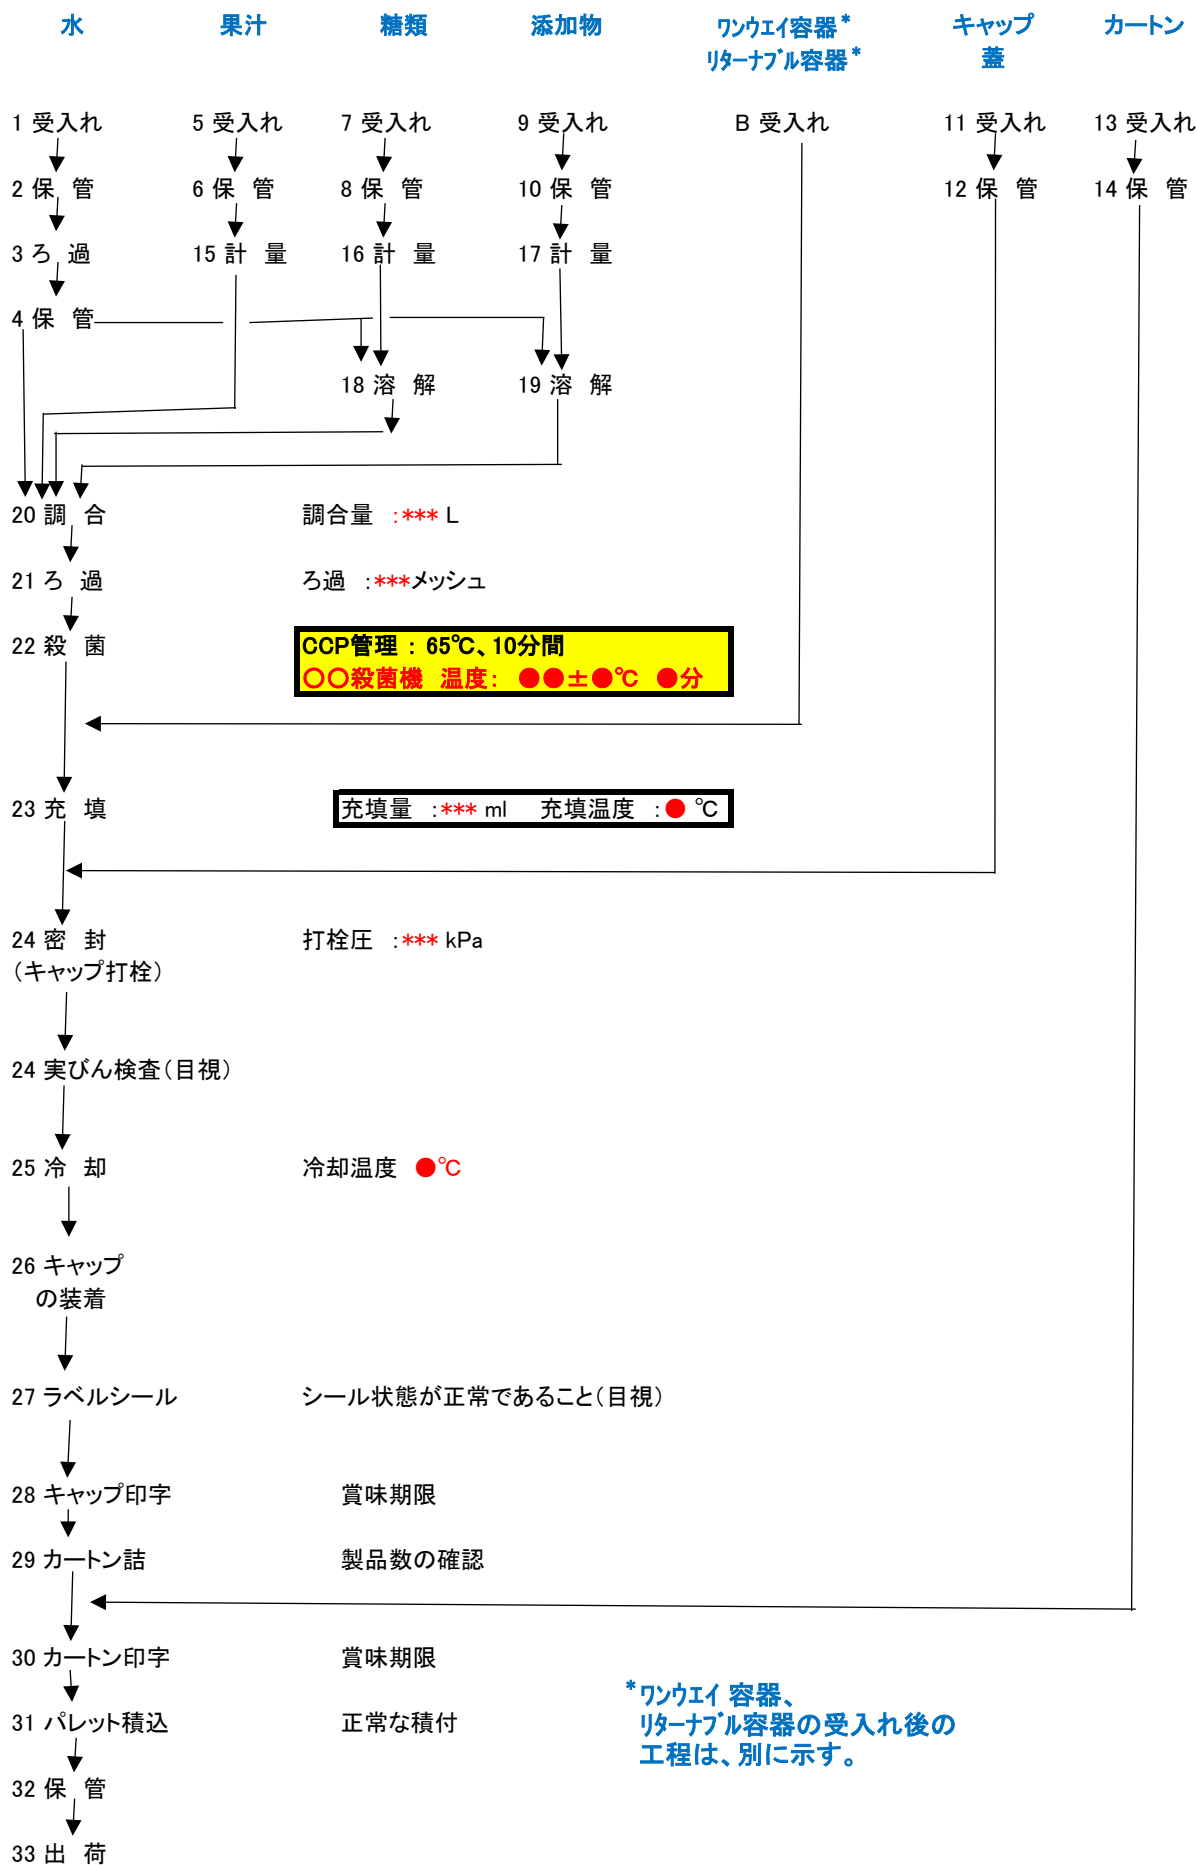 水 果汁 糖類 添加物 ワンウエイ容器* キャップ カートン
リターナブル容器* 蓋
1 受入れ 5 受入れ 7 受入れ 9 受入れ B 受入れ 11 受入れ 13 受入れ
2 保 管 6 保 管 8 保 管 10 保 管 12 保 管 14 保 管
3 ろ 過 15 計 量 16 計 量 17 計 量
4 保 管
18 溶 解 19 溶 解
20 調 合 調合量 :*** L
21 ろ 過 ろ過 :***メッシュ
22 殺 菌 CCP管理 : 65℃、10分間
〇〇殺菌機 温度: ●●±●℃ ●分
23 充 填 充填量 :*** ml 充填温度 :● ℃
24 密 封 打栓圧 :*** kPa
(キャップ打栓)
24 実びん検査(目視)
25 冷 却 冷却温度 ●℃
26 キャップ
の装着
27 ラベルシール シール状態が正常であること(目視)
28 キャップ印字 賞味期限
29 カートン詰 製品数の確認
30 カートン印字 賞味期限
31 パレット積込 正常な積付
32 保 管
33 出 荷
*ワンウエイ 容器、
リターナブル容器の受入れ後の
工程は、別に示す。